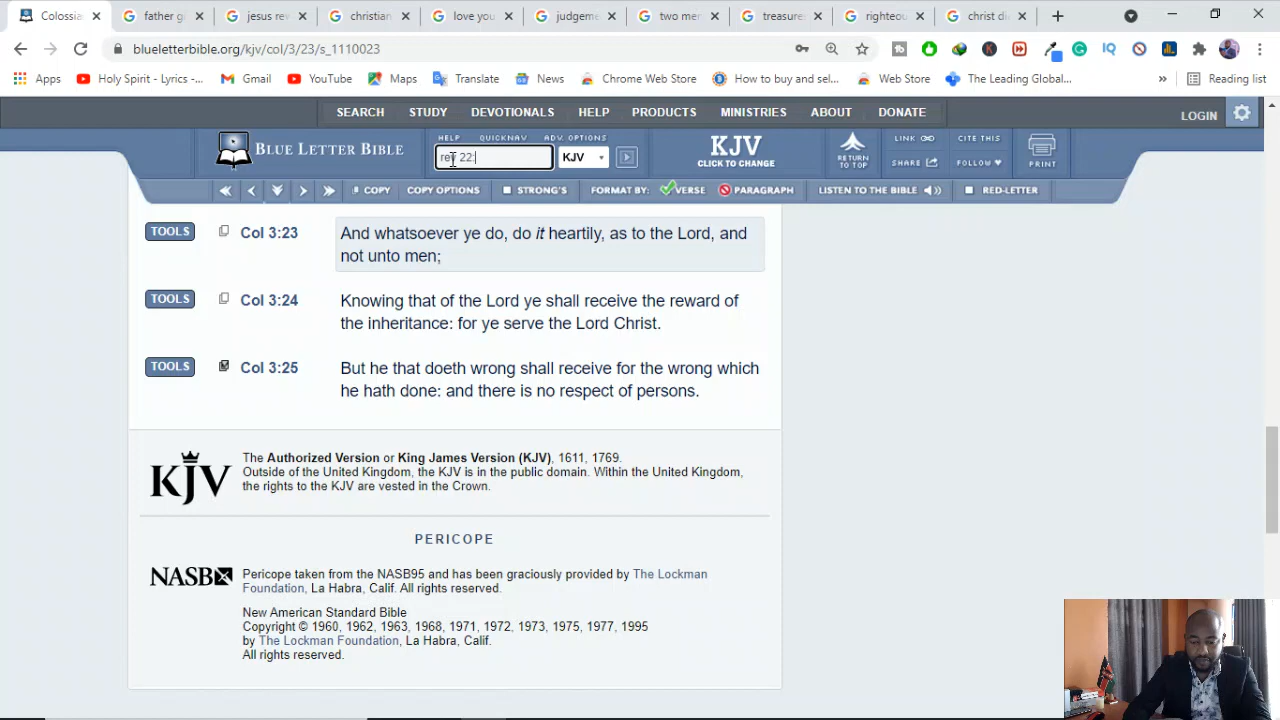 Colossia
father g
jesus rev
christian
love you
judgeme
two mer
treasure
righteou
christ di
blueletterbible.org/kjv/col/3/23/s_1110023
Apps
Holy Spirit - Lyrics -...
Gmail
YouTube
Maps
Translate
News
Chrome Web Store
How to buy and sel...
Web Store
The Leading Global...
»
Reading list
SEARCH STUDY DEVOTIONALS HELP PRODUCTS MINISTRIES ABOUT DONATE
LOGIN
BLUE LETTER BIBLE
HELP QUICKNAV ADV. OPTIONS
rev 22:
KJV
KJV
CLICK TO CHANGE
RETURN
TO TOP
LINK
CITE THIS
SHARE
FOLLOW
PRINT
COPY COPY OPTIONS STRONG'S FORMAT BY: VERSE PARAGRAPH LISTEN TO THE BIBLE RED-LETTER
TOOLS Col 3:23 And whatsoever ye do, do it heartily, as to the Lord, and
not unto men;
TOOLS Col 3:24 Knowing that of the Lord ye shall receive the reward of
the inheritance: for ye serve the Lord Christ.
TOOLS Col 3:25 But he that doeth wrong shall receive for the wrong which
he hath done: and there is no respect of persons.
KJV
The Authorized Version or King James Version (KJV), 1611, 1769.
Outside of the United Kingdom, the KJV is in the public domain. Within the United Kingdom,
the rights to the KJV are vested in the Crown.
PERICOPE
NASB
Pericope taken from the NASB95 and has been graciously provided by The Lockman
Foundation, La Habra, Calif. All rights reserved.
New American Standard Bible
Copyright © 1960, 1962, 1963, 1968, 1971, 1972, 1973, 1975, 1977, 1995
by The Lockman Foundation, La Habra, Calif.
All rights reserved.